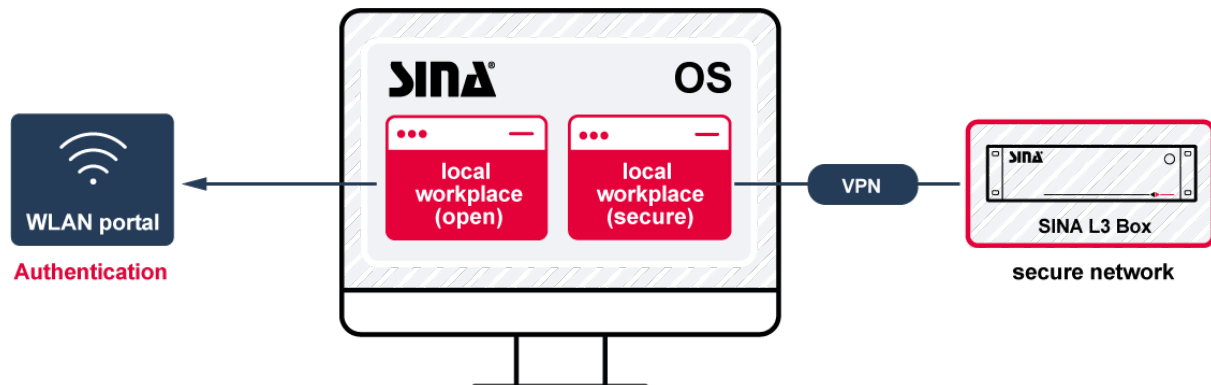 SINA®
OS
local
workplace
(open)
local
workplace
(secure)
WLAN portal
Authentication
VPN
SINA
SINA L3 Box
secure network